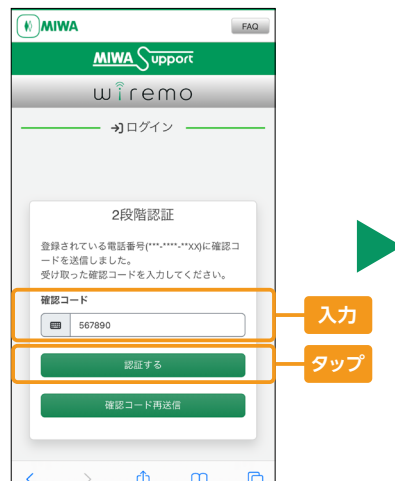 MIWA
FAQ
MIWA Support
wiremo
ログイン
2段階認証
登録されている電話番号(***-****-**XX)に確認コ
ードを送信しました。
受け取った確認コードを入力してください。
確認コード
567890
入力
認証する
タップ
確認コード再送信